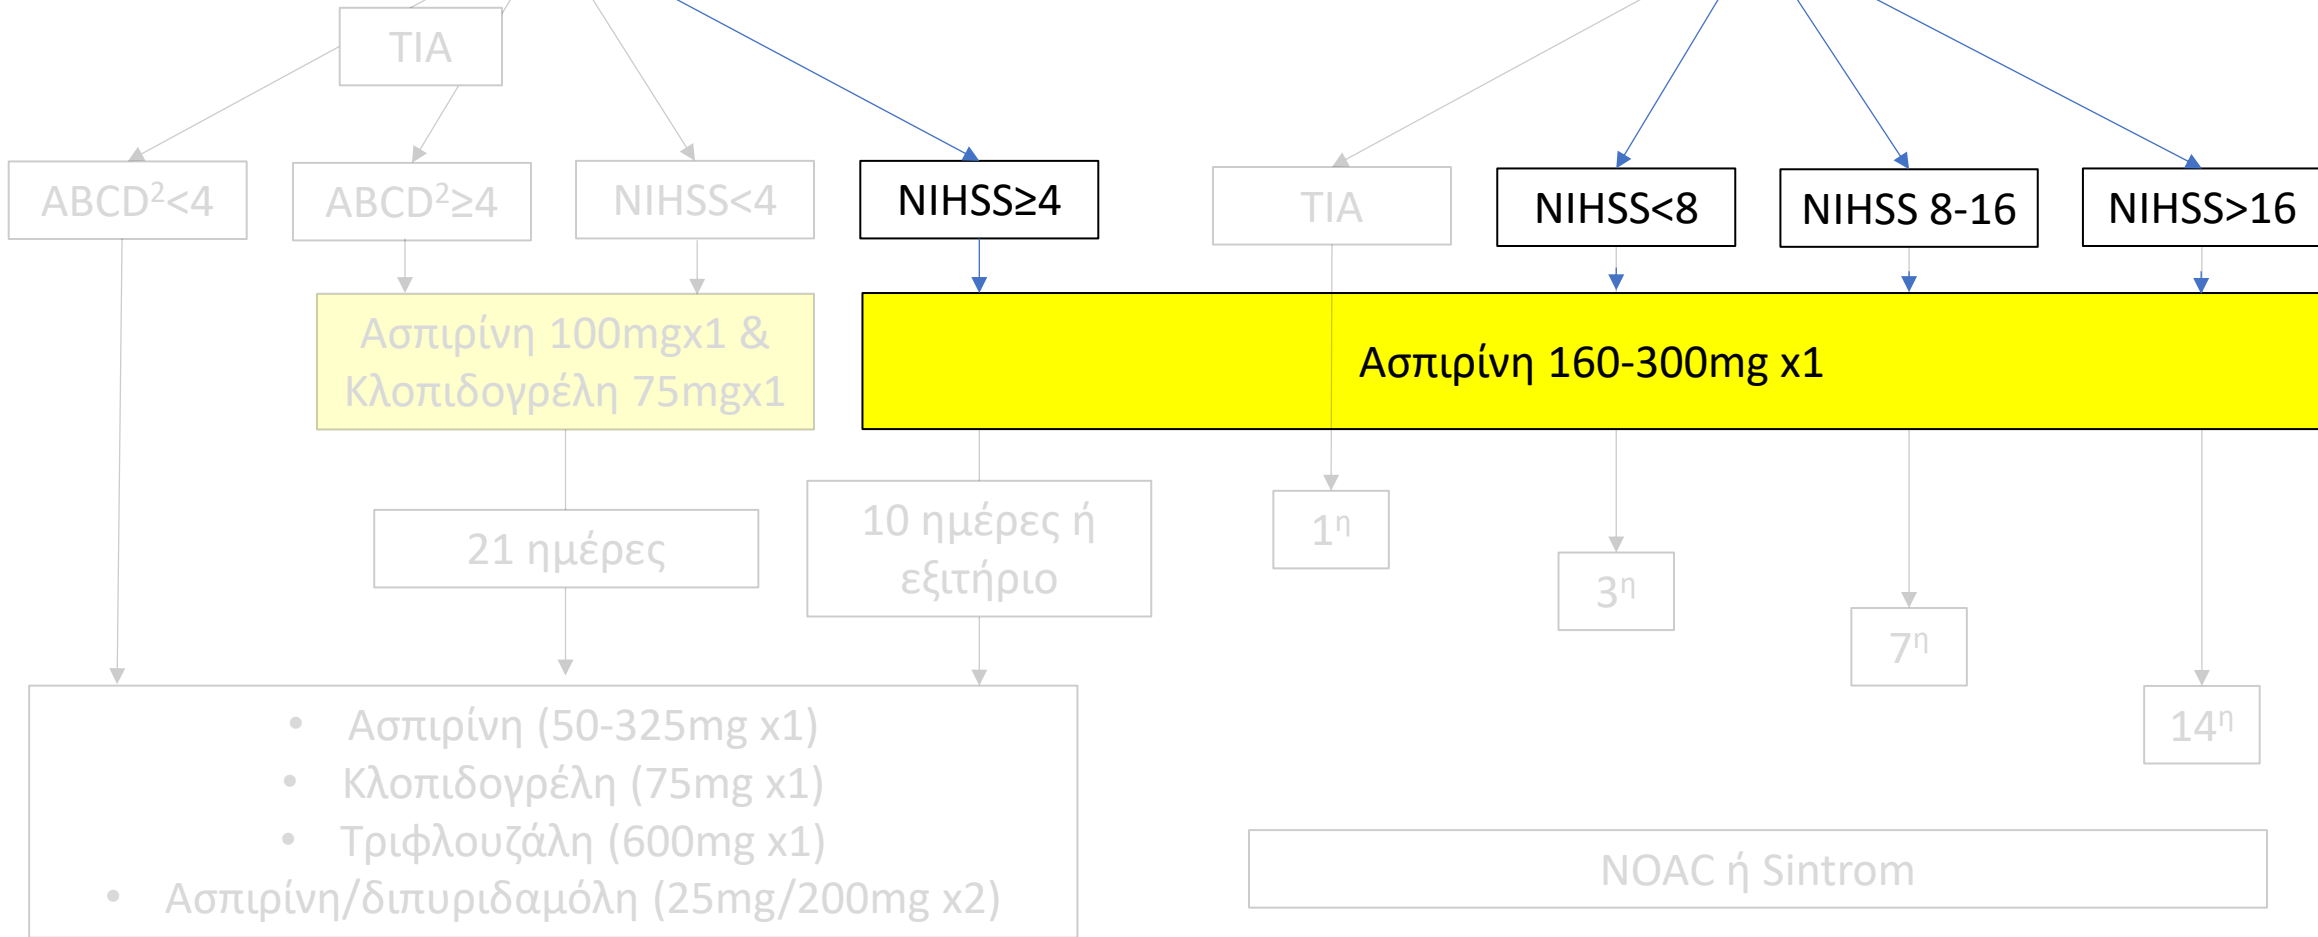 TIA
ABCD²<4
ABCD²≥4
NIHSS<4
NIHSS≥4
TIA
NIHSS<8
NIHSS 8-16
NIHSS>16
Ασπιρίνη 100mgx1 &
Κλοπιδογρέλη 75mgx1
Ασπιρίνη 160-300mg x1
21 ημέρες
10 ημέρες ή
εξιτήριο
1η
3η
7η
14η
• Ασπιρίνη (50-325mg x1)
• Κλοπιδογρέλη (75mg x1)
• Τριφλουζάλη (600mg x1)
• Ασπιρίνη/διπυριδαμόλη (25mg/200mg x2)
NOAC ή Sintrom